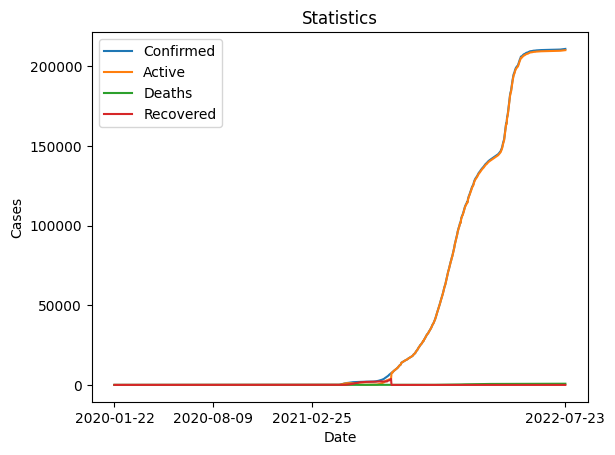 Statistics
Confirmed
Active
Deaths
Recovered
200000
150000
100000
50000
0
Cases
2020-01-22 2020-08-09 2021-02-25 2022-07-23
Date